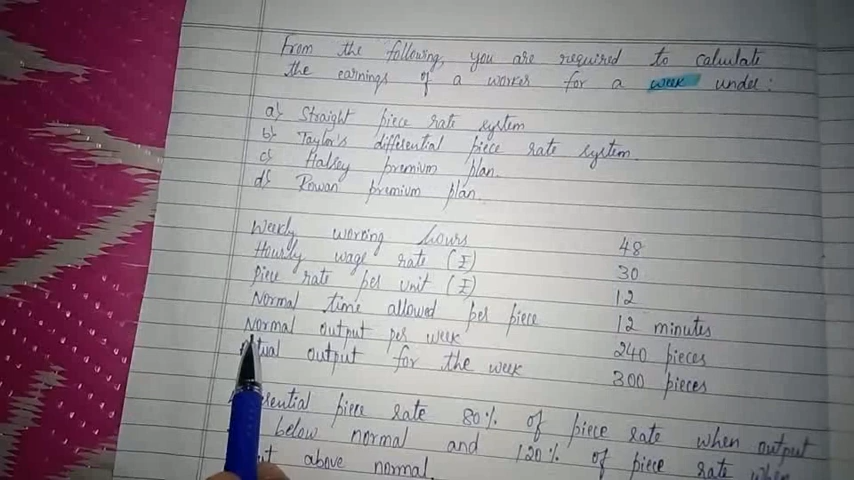 From the following, you are required to calculate
the earnings of a worker for a week under:
a) Straight piece rate system
b) Taylor's differential piece rate system.
c) Halsey premium plan.
d) Rowan premium plan.
Weekly working hours 48
Hourly wage rate (₹) 30
Piece rate per unit (₹) 12
Normal time allowed per piece 12 minutes
Normal output per week 240 pieces
output for the week 300 pieces
piece rate 80% of piece rate when output
below normal and 120% of piece rate when
above normal.